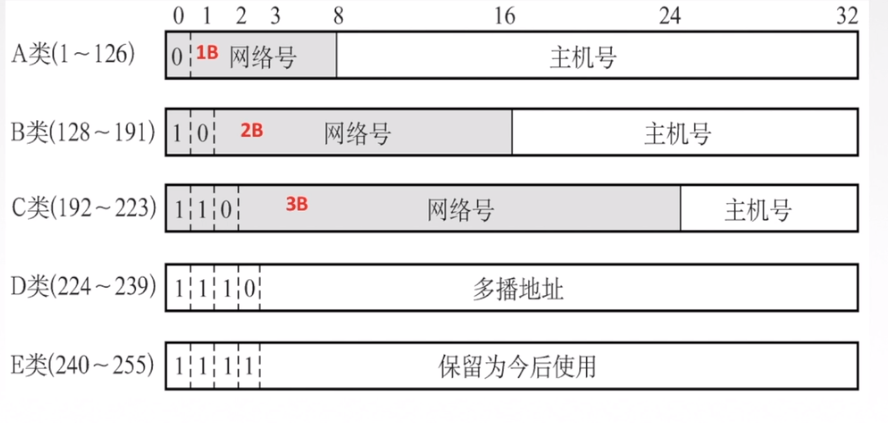 0 1 2 3 8 16 24 32
A类(1～126) 0 1B 网络号 主机号
B类(128～191) 1 0 2B 网络号 主机号
C类(192～223) 1 1 0 3B 网络号 主机号
D类(224～239) 1 1 1 0 多播地址
E类(240～255) 1 1 1 1 保留为今后使用